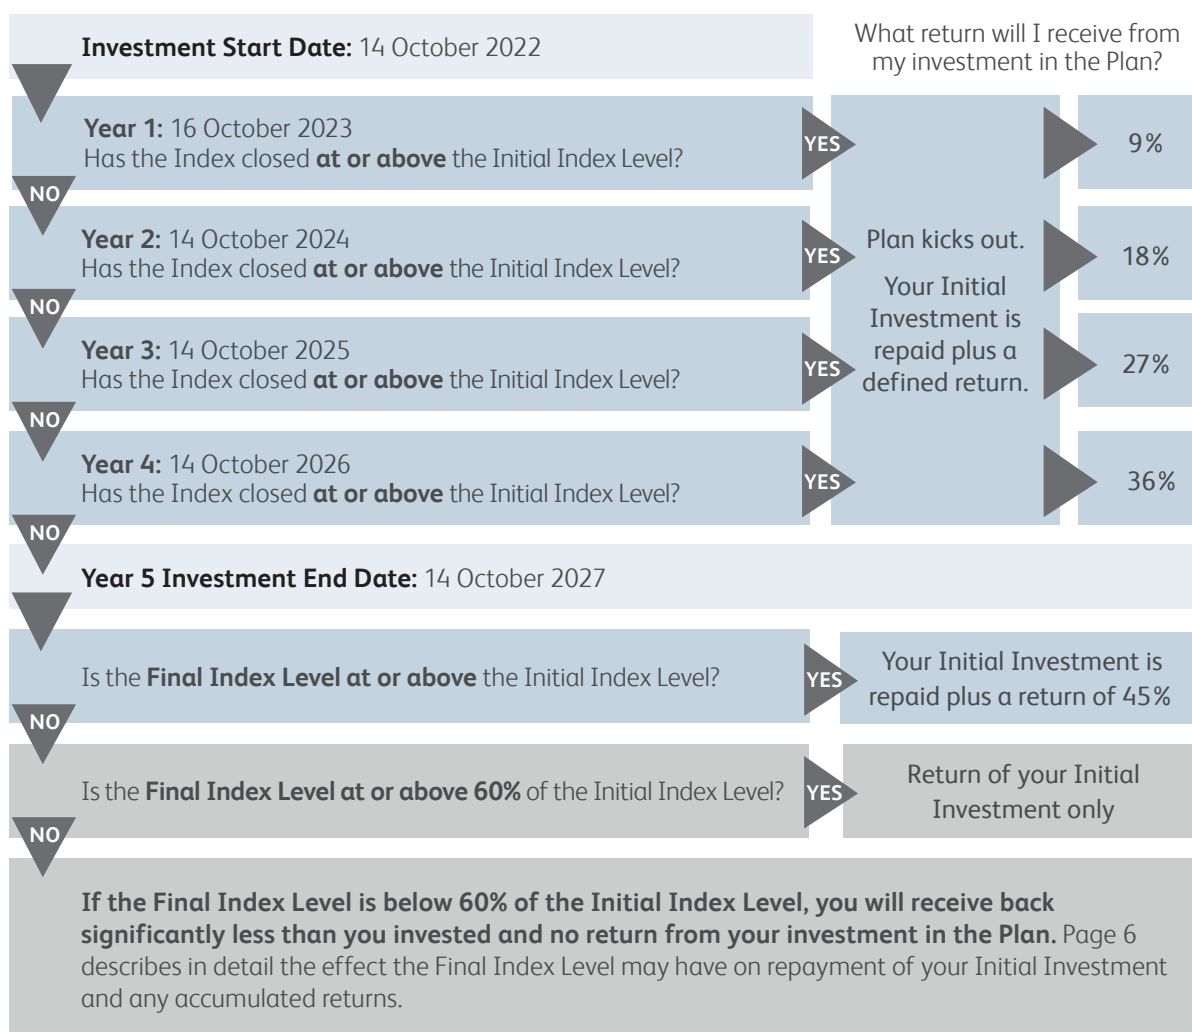 Investment Start Date: 14 October 2022
What return will I receive from
my investment in the Plan?
Year 1: 16 October 2023
Has the Index closed at or above the Initial Index Level?
YES
9%
NO
Year 2: 14 October 2024
Has the Index closed at or above the Initial Index Level?
YES
Plan kicks out.
Your Initial
Investment is
repaid plus a
defined return.
18%
NO
Year 3: 14 October 2025
Has the Index closed at or above the Initial Index Level?
YES
27%
NO
Year 4: 14 October 2026
Has the Index closed at or above the Initial Index Level?
YES
36%
NO
Year 5 Investment End Date: 14 October 2027
Is the Final Index Level at or above the Initial Index Level?
YES
Your Initial Investment is
repaid plus a return of 45%
NO
Is the Final Index Level at or above 60% of the Initial Index Level?
YES
Return of your Initial
Investment only
NO
If the Final Index Level is below 60% of the Initial Index Level, you will receive back
significantly less than you invested and no return from your investment in the Plan. Page 6
describes in detail the effect the Final Index Level may have on repayment of your Initial Investment
and any accumulated returns.